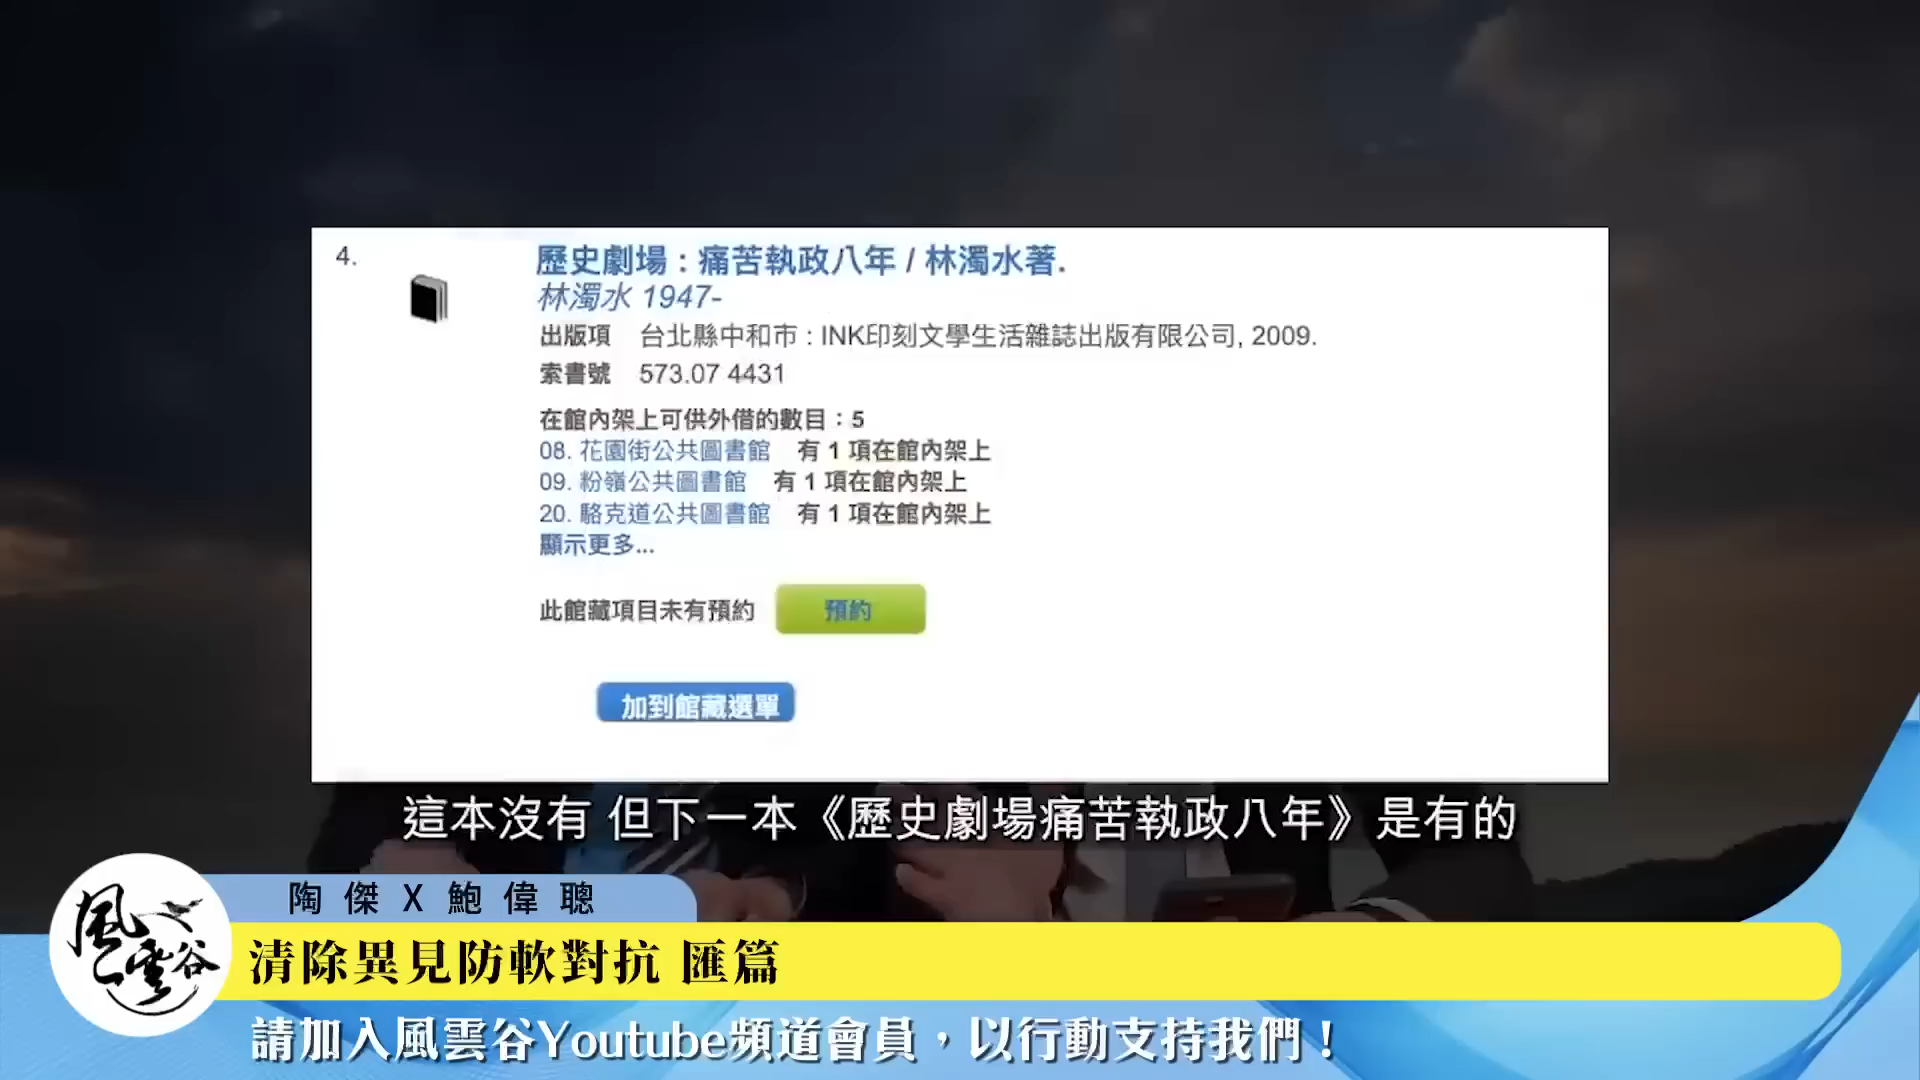 4.
歷史劇場 : 痛苦執政八年 / 林濁水著.
林濁水 1947-
出版項 台北縣中和市 : INK印刻文學生活雜誌出版有限公司, 2009.
索書號 573.07 4431
在館內架上可供外借的數目：5
08. 花園街公共圖書館 有 1 項在館內架上
09. 粉嶺公共圖書館 有 1 項在館內架上
20. 駱克道公共圖書館 有 1 項在館內架上
顯示更多...
此館藏項目未有預約 預約
加到館藏選單
這本沒有 但下一本《歷史劇場痛苦執政八年》是有的
陶傑X鮑偉聰
風雲谷
清除異見防軟對抗 匯篇
請加入風雲谷Youtube頻道會員，以行動支持我們！